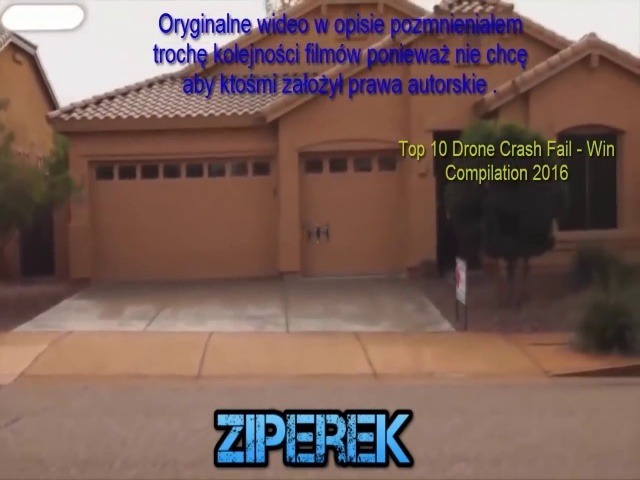 Oryginalne wideo w opisie pozmnieniałem
trochę kolejności filmów ponieważ nie chcę
aby ktośmi założył prawa autorskie .
Top 10 Drone Crash Fail - Win
Compilation 2016
ZIPEREK